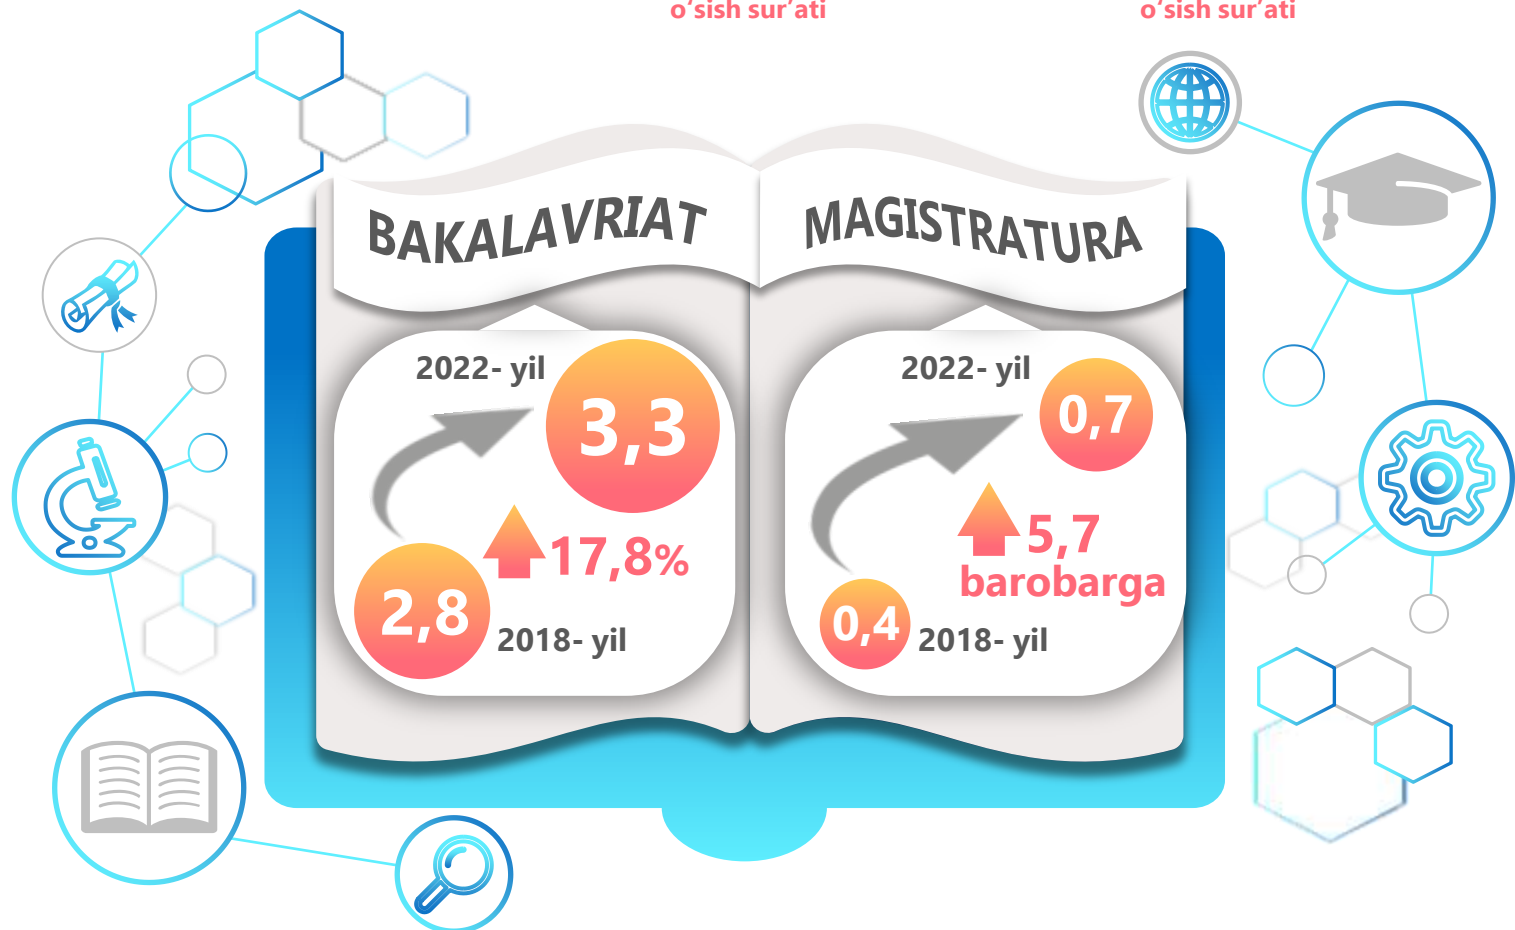 o‘sish sur’ati
o‘sish sur’ati
BAKALAVRIAT
MAGISTRATURA
2022- yil
3,3
17,8%
2,8
2018- yil
2022- yil
0,7
5,7
barobarga
0,4
2018- yil